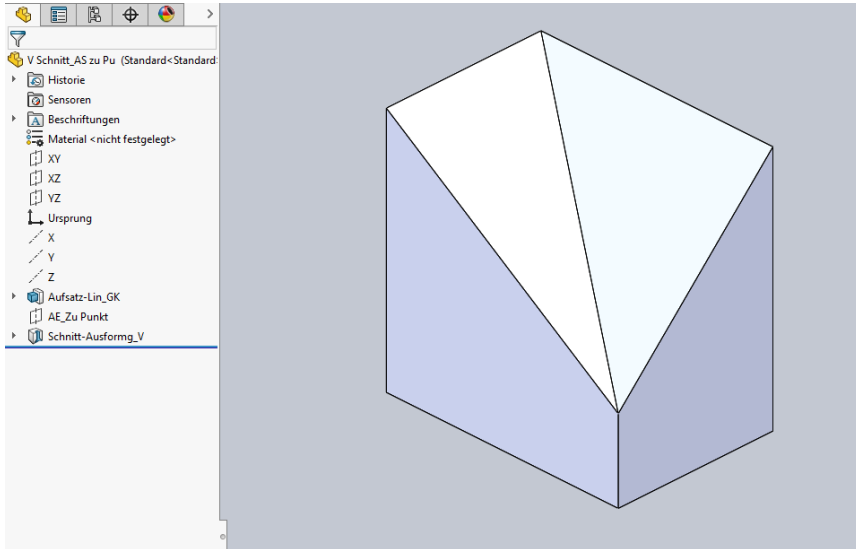 V Schnitt_AS zu Pu (Standard<Standard
Historie
Sensoren
Beschriftungen
Material <nicht festgelegt>
XY
XZ
YZ
Ursprung
X
Y
Z
Aufsatz-Lin_GK
AE_Zu Punkt
Schnitt-Ausformg_V